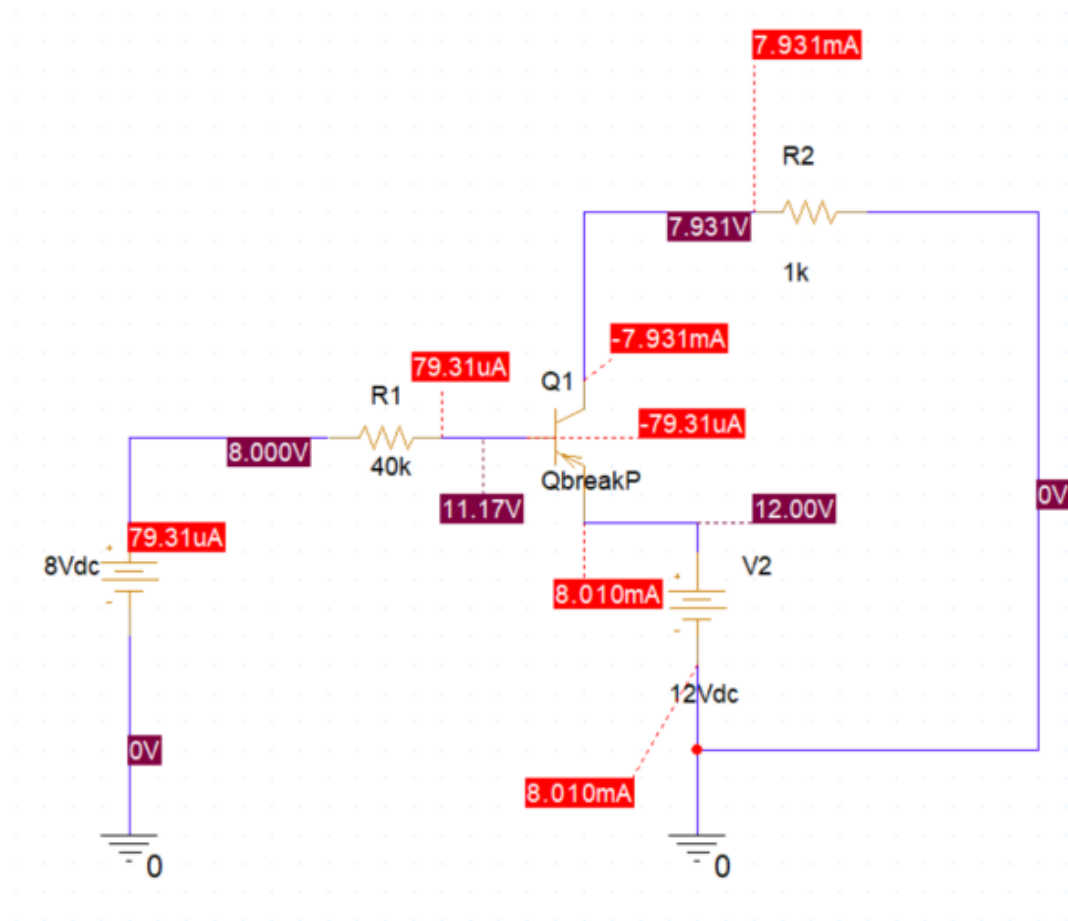 7.931mA
R2
7.931V
1k
-7.931mA
79.31uA
Q1
R1
-79.31uA
8.000V
40k
QbreakP
11.17V
12.00V
0V
79.31uA
+
8Vdc
-
V2
+
8.010mA
-
12Vdc
0V
8.010mA
0
0